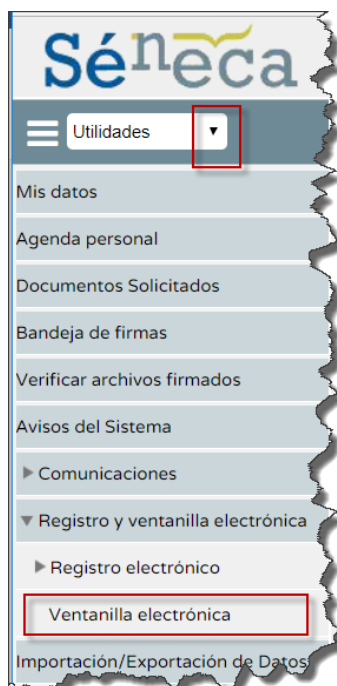 Séneca
Utilidades
Mis datos
Agenda personal
Documentos Solicitados
Bandeja de firmas
Verificar archivos firmados
Avisos del Sistema
Comunicaciones
Registro y ventanilla electrónica
Registro electrónico
Ventanilla electrónica
Importación/Exportación de Datos